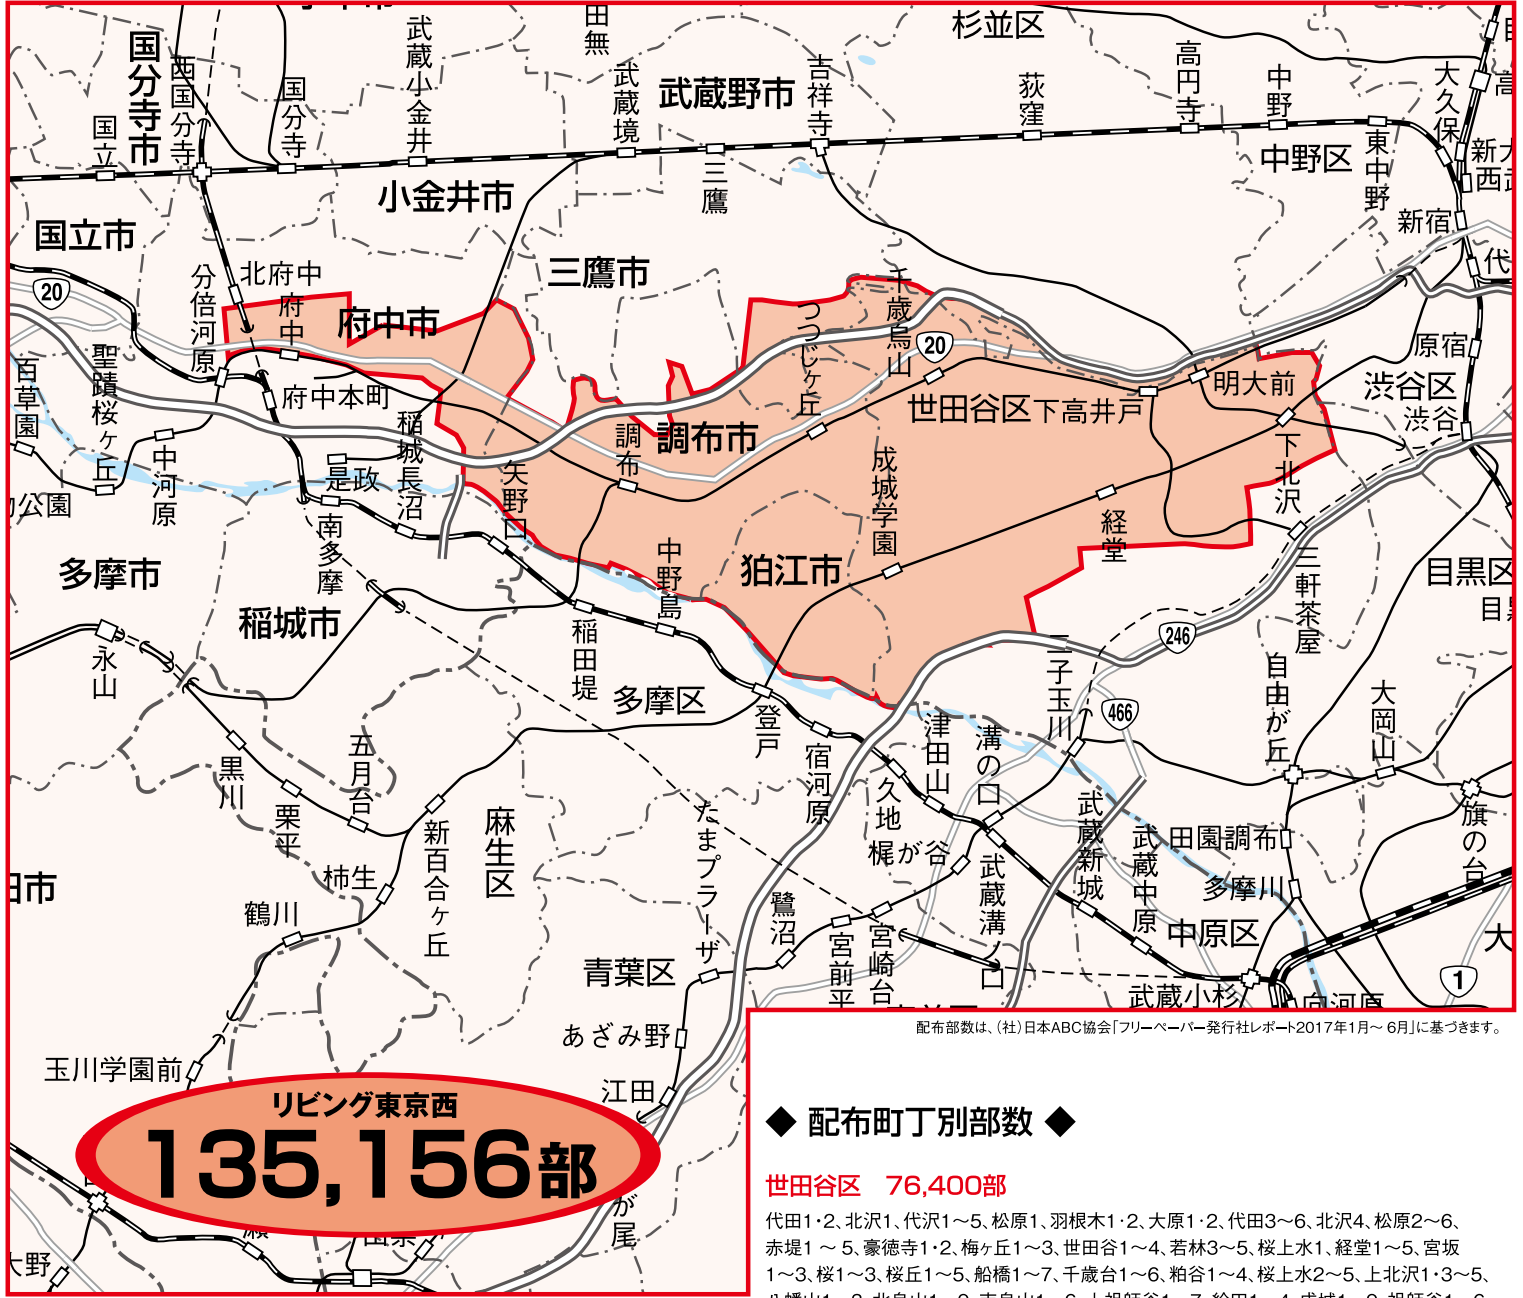 杉並区
田無
国分寺市
西国分寺
国分寺
武蔵小金井
武蔵境
武蔵野市
吉祥寺
荻窪
高円寺
中野
大久保
高
国立
三鷹
中野区
東中野
新大
西武
小金井市
国立市
新宿
代
分倍河原
北府中
府中
三鷹市
千歳烏山
つつじヶ丘
20
府中市
20
原宿
聖蹟桜ヶ丘
百草園
府中本町
世田谷区
下高井戸
明大前
渋谷区
渋谷
稲城長沼
調布
調布市
成城学園
下北沢
中河原
是政
矢野口
公園
南多摩
経堂
中野島
狛江市
三軒茶屋
目黒区
目黒
多摩市
稲城市
稲田堤
永山
246
二子玉川
自由が丘
大岡山
多摩区
登戸
466
津田山
溝の口
宿河原
五月台
黒川
栗平
新百合ヶ丘
麻生区
たまプラーザ
久地
梶が谷
武蔵新城
武蔵中原
田園調布
旗の台
多摩川
武蔵溝ノ口
柿生
鶴川
鷺沼
宮前平
宮崎台
中原区
大
田市
青葉区
1
武蔵小杉
向河原
あざみ野
玉川学園前
江田
が尾
大野
リビング東京西
135,156部
配布部数は、(社)日本ABC協会「フリーペーパー発行社レポート2017年1月～6月」に基づきます。
◆ 配布町丁別部数 ◆
世田谷区 76,400部
代田1・2、北沢1、代沢1～5、松原1、羽根木1・2、大原1・2、代田3～6、北沢4、松原2～6、
赤堤1～5、豪徳寺1・2、梅ヶ丘1～3、世田谷1～4、若林3～5、桜上水1、経堂1～5、宮坂
1～3、桜1～3、桜丘1～5、船橋1～7、千歳台1～6、粕谷1～4、桜上水2～5、上北沢1・3～5、